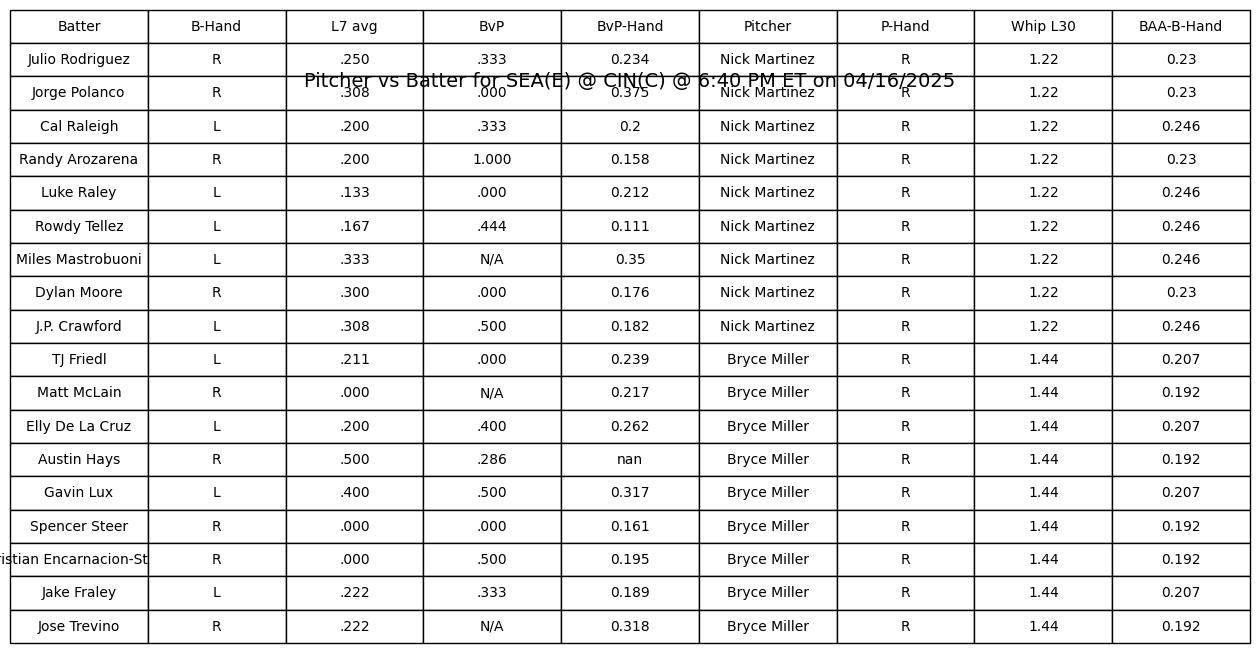 Batter B-Hand L7 avg BvP BvP-Hand Pitcher P-Hand Whip L30 BAA-B-Hand
Julio Rodriguez R .250 .333 0.234 Nick Martinez R 1.22 0.23
Pitcher vs Batter for SEA(E) @ CIN(C) @ 6:40 PM ET on 04/16/2025
Jorge Polanco R .308 .000 0.375 Nick Martinez R 1.22 0.23
Cal Raleigh L .200 .333 0.2 Nick Martinez R 1.22 0.246
Randy Arozarena R .200 1.000 0.158 Nick Martinez R 1.22 0.23
Luke Raley L .133 .000 0.212 Nick Martinez R 1.22 0.246
Rowdy Tellez L .167 .444 0.111 Nick Martinez R 1.22 0.246
Miles Mastrobuoni L .333 N/A 0.35 Nick Martinez R 1.22 0.246
Dylan Moore R .300 .000 0.176 Nick Martinez R 1.22 0.23
J.P. Crawford L .308 .500 0.182 Nick Martinez R 1.22 0.246
TJ Friedl L .211 .000 0.239 Bryce Miller R 1.44 0.207
Matt McLain R .000 N/A 0.217 Bryce Miller R 1.44 0.192
Elly De La Cruz L .200 .400 0.262 Bryce Miller R 1.44 0.207
Austin Hays R .500 .286 nan Bryce Miller R 1.44 0.192
Gavin Lux L .400 .500 0.317 Bryce Miller R 1.44 0.207
Spencer Steer R .000 .000 0.161 Bryce Miller R 1.44 0.192
istian Encarnacion-St R .000 .500 0.195 Bryce Miller R 1.44 0.192
Jake Fraley L .222 .333 0.189 Bryce Miller R 1.44 0.207
Jose Trevino R .222 N/A 0.318 Bryce Miller R 1.44 0.192